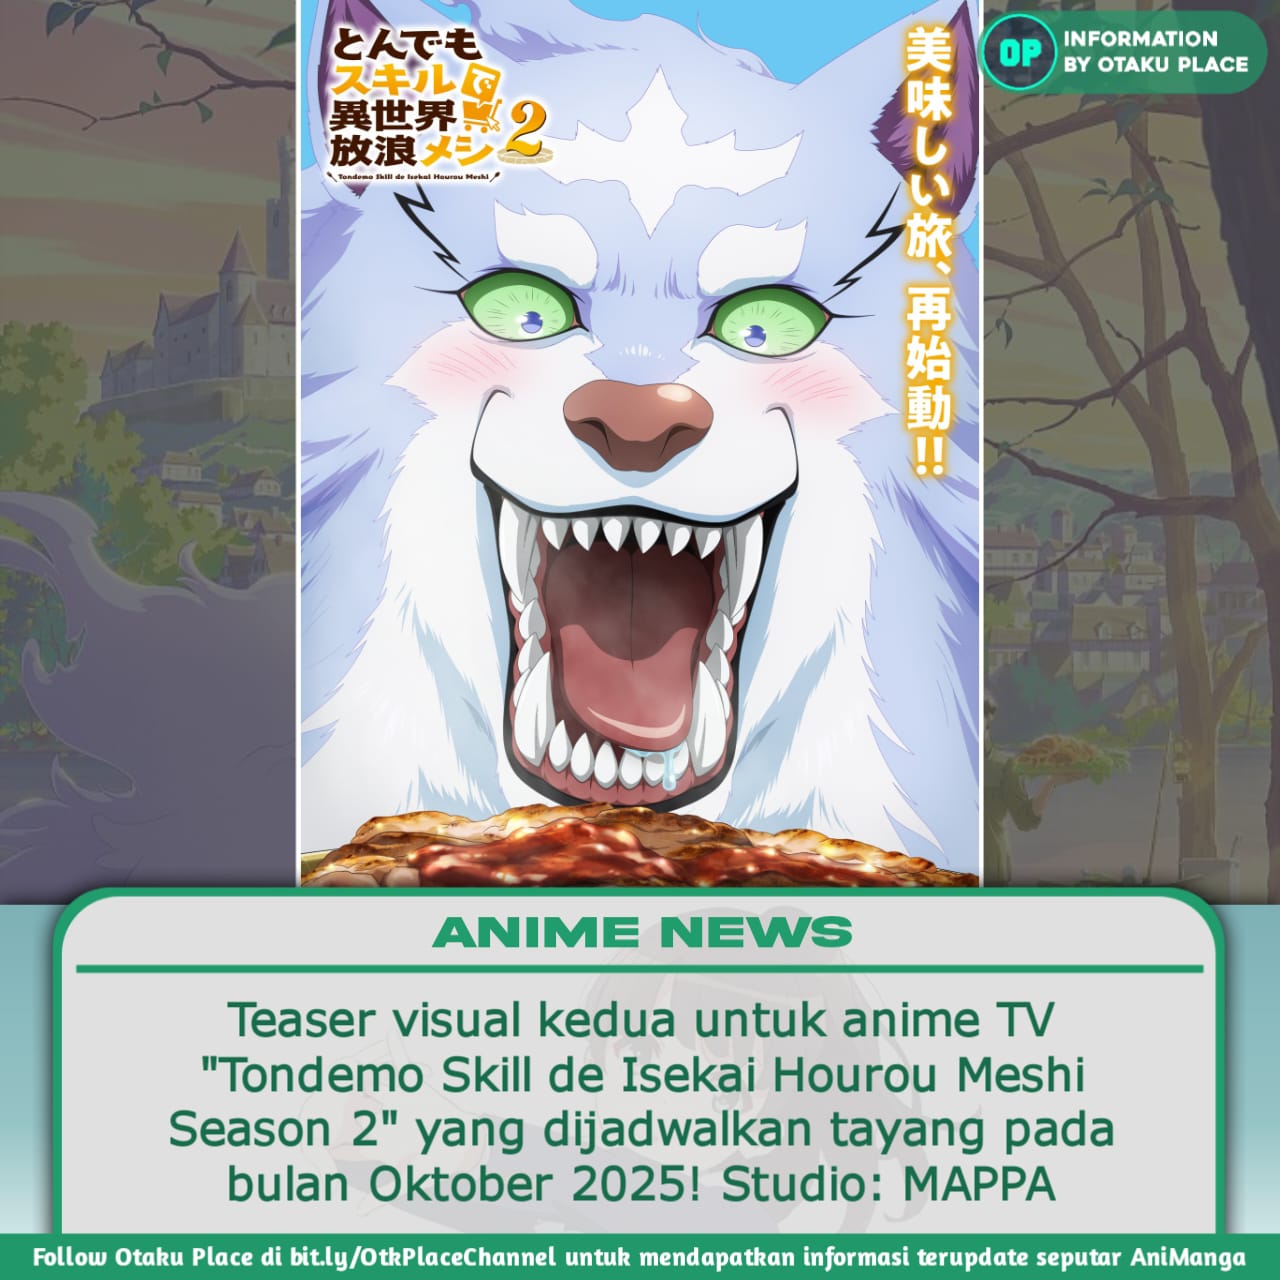 とんでも
スキルで
異世界
放浪メシ2
Tondemo Skill de Isekai Hourou Meshi
美味しい旅、再始動!!
OP
INFORMATION
BY OTAKU PLACE
ANIME NEWS
Teaser visual kedua untuk anime TV
"Tondemo Skill de Isekai Hourou Meshi
Season 2" yang dijadwalkan tayang pada
bulan Oktober 2025! Studio: MAPPA
Follow Otaku Place di bit.ly/OtkPlaceChannel untuk mendapatkan informasi terupdate seputar AniManga